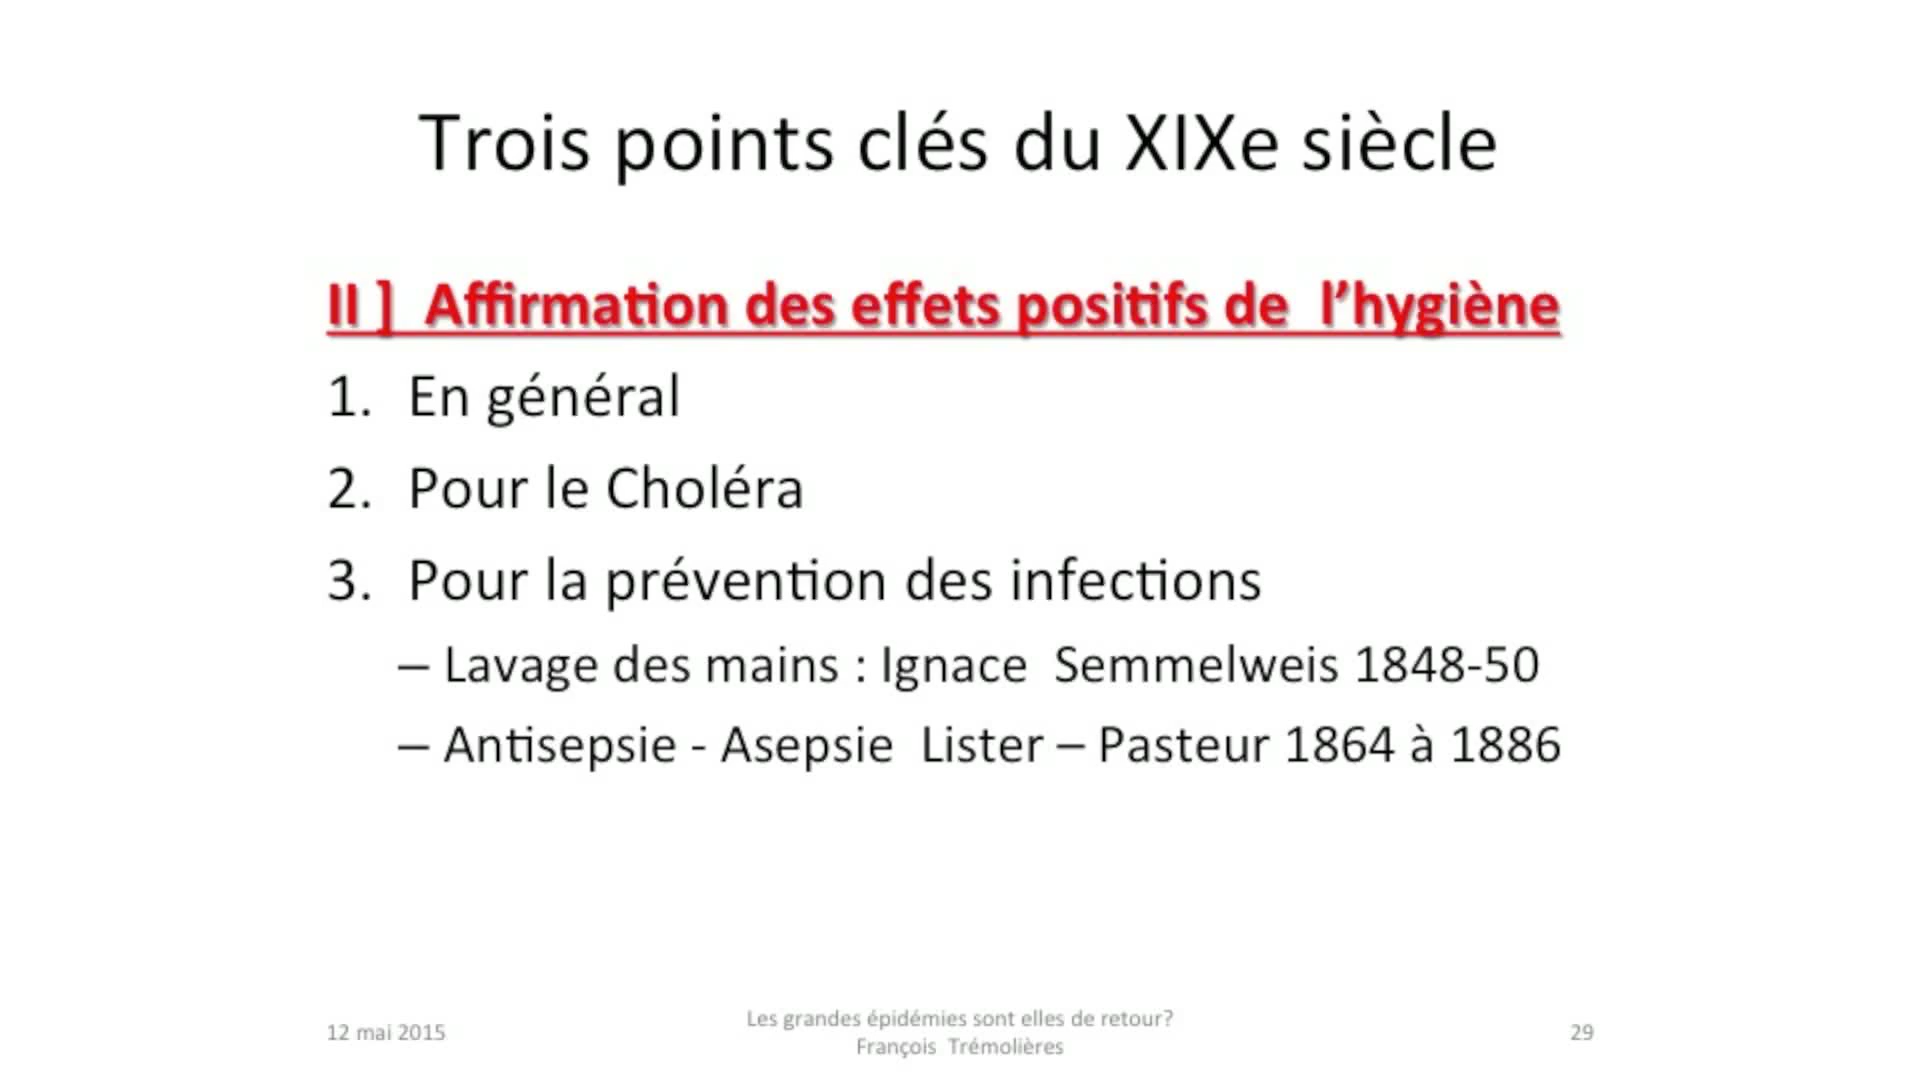 Trois points clés du XIXe siècle
II ] Affirmation des effets positifs de l’hygiène
1. En général
2. Pour le Choléra
3. Pour la prévention des infections
– Lavage des mains : Ignace Semmelweis 1848-50
– Antisepsie - Asepsie Lister – Pasteur 1864 à 1886
12 mai 2015
Les grandes épidémies sont elles de retour?
François Trémolières
29